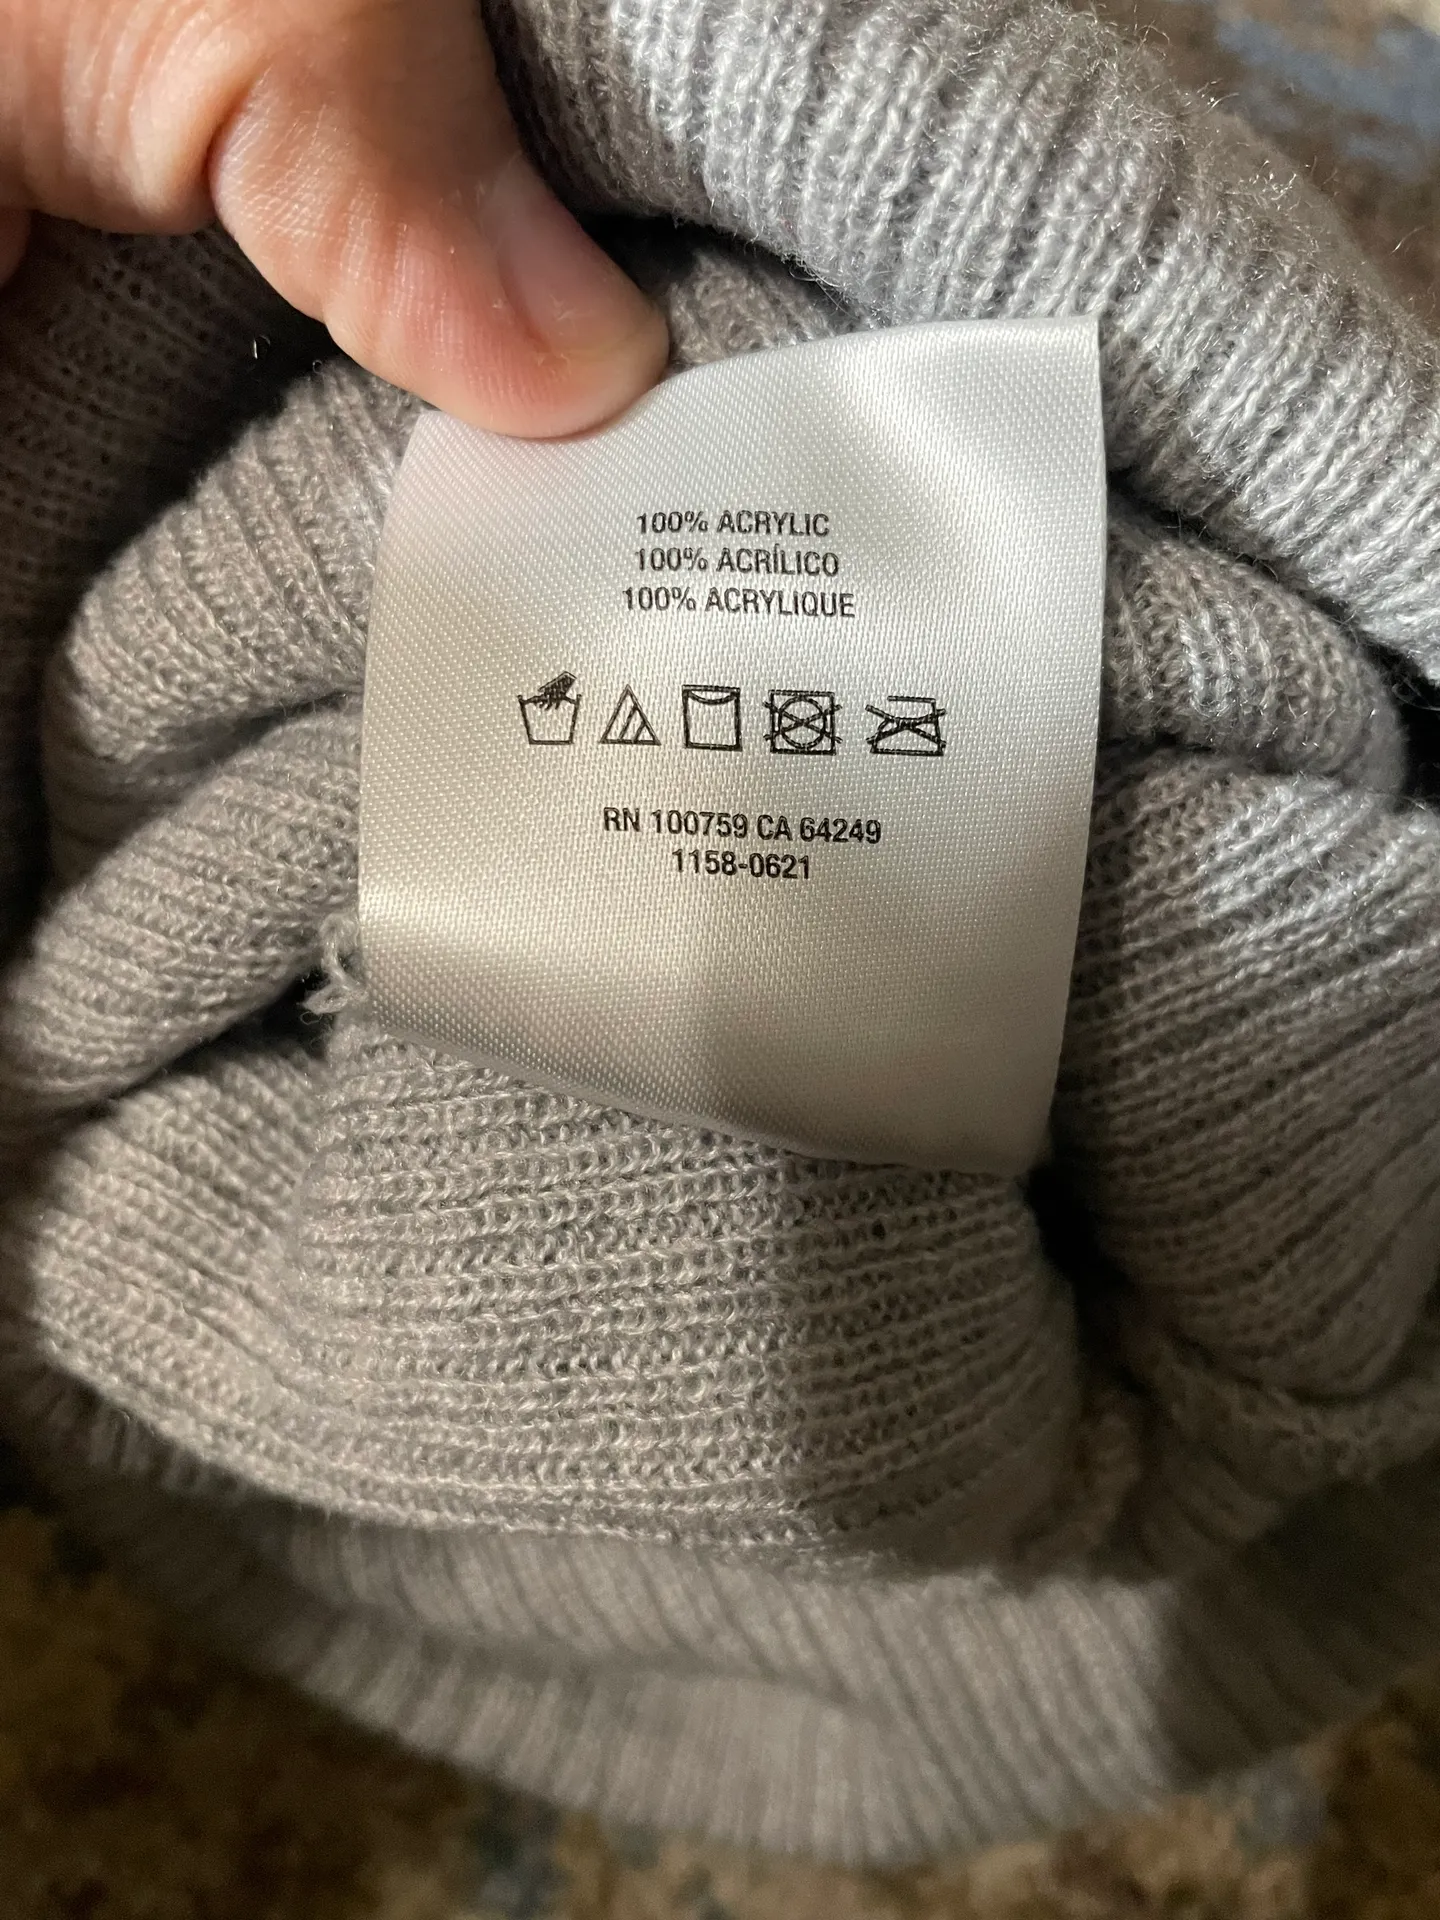 100% ACRYLIC
100% ACRÍLICO
100% ACRYLIQUE
RN 100759 CA 64249
1158-0621